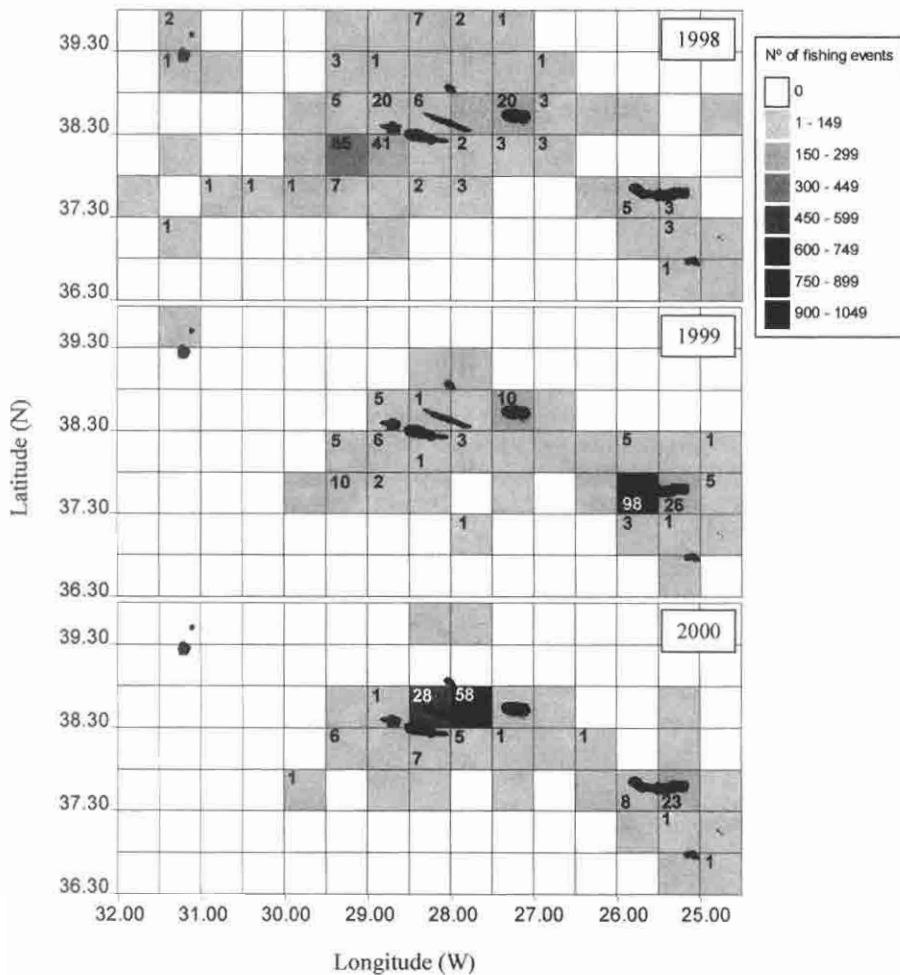 Nº of fishing events
0
1 - 149
150 - 299
300 - 449
450 - 599
600 - 749
750 - 899
900 - 1049
Latitude (N)
1998
2 7 2 1
39.30
1 3 1 1
5 20 6 20 3
38.30
85 41 2 3 3
1 1 1 7 2 3
37.30
5 3
1 3
1
36.30
1999
39.30
5 1 10
38.30
5 6 3 5 1
1
10 2 5
37.30
98 26
1 3 1
36.30
2000
39.30
1 28 58
38.30
6 5 1 1
7
1
37.30
8 23
1
1
36.30
32.00 31.00 30.00 29.00 28.00 27.00 26.00 25.00
Longitude (W)